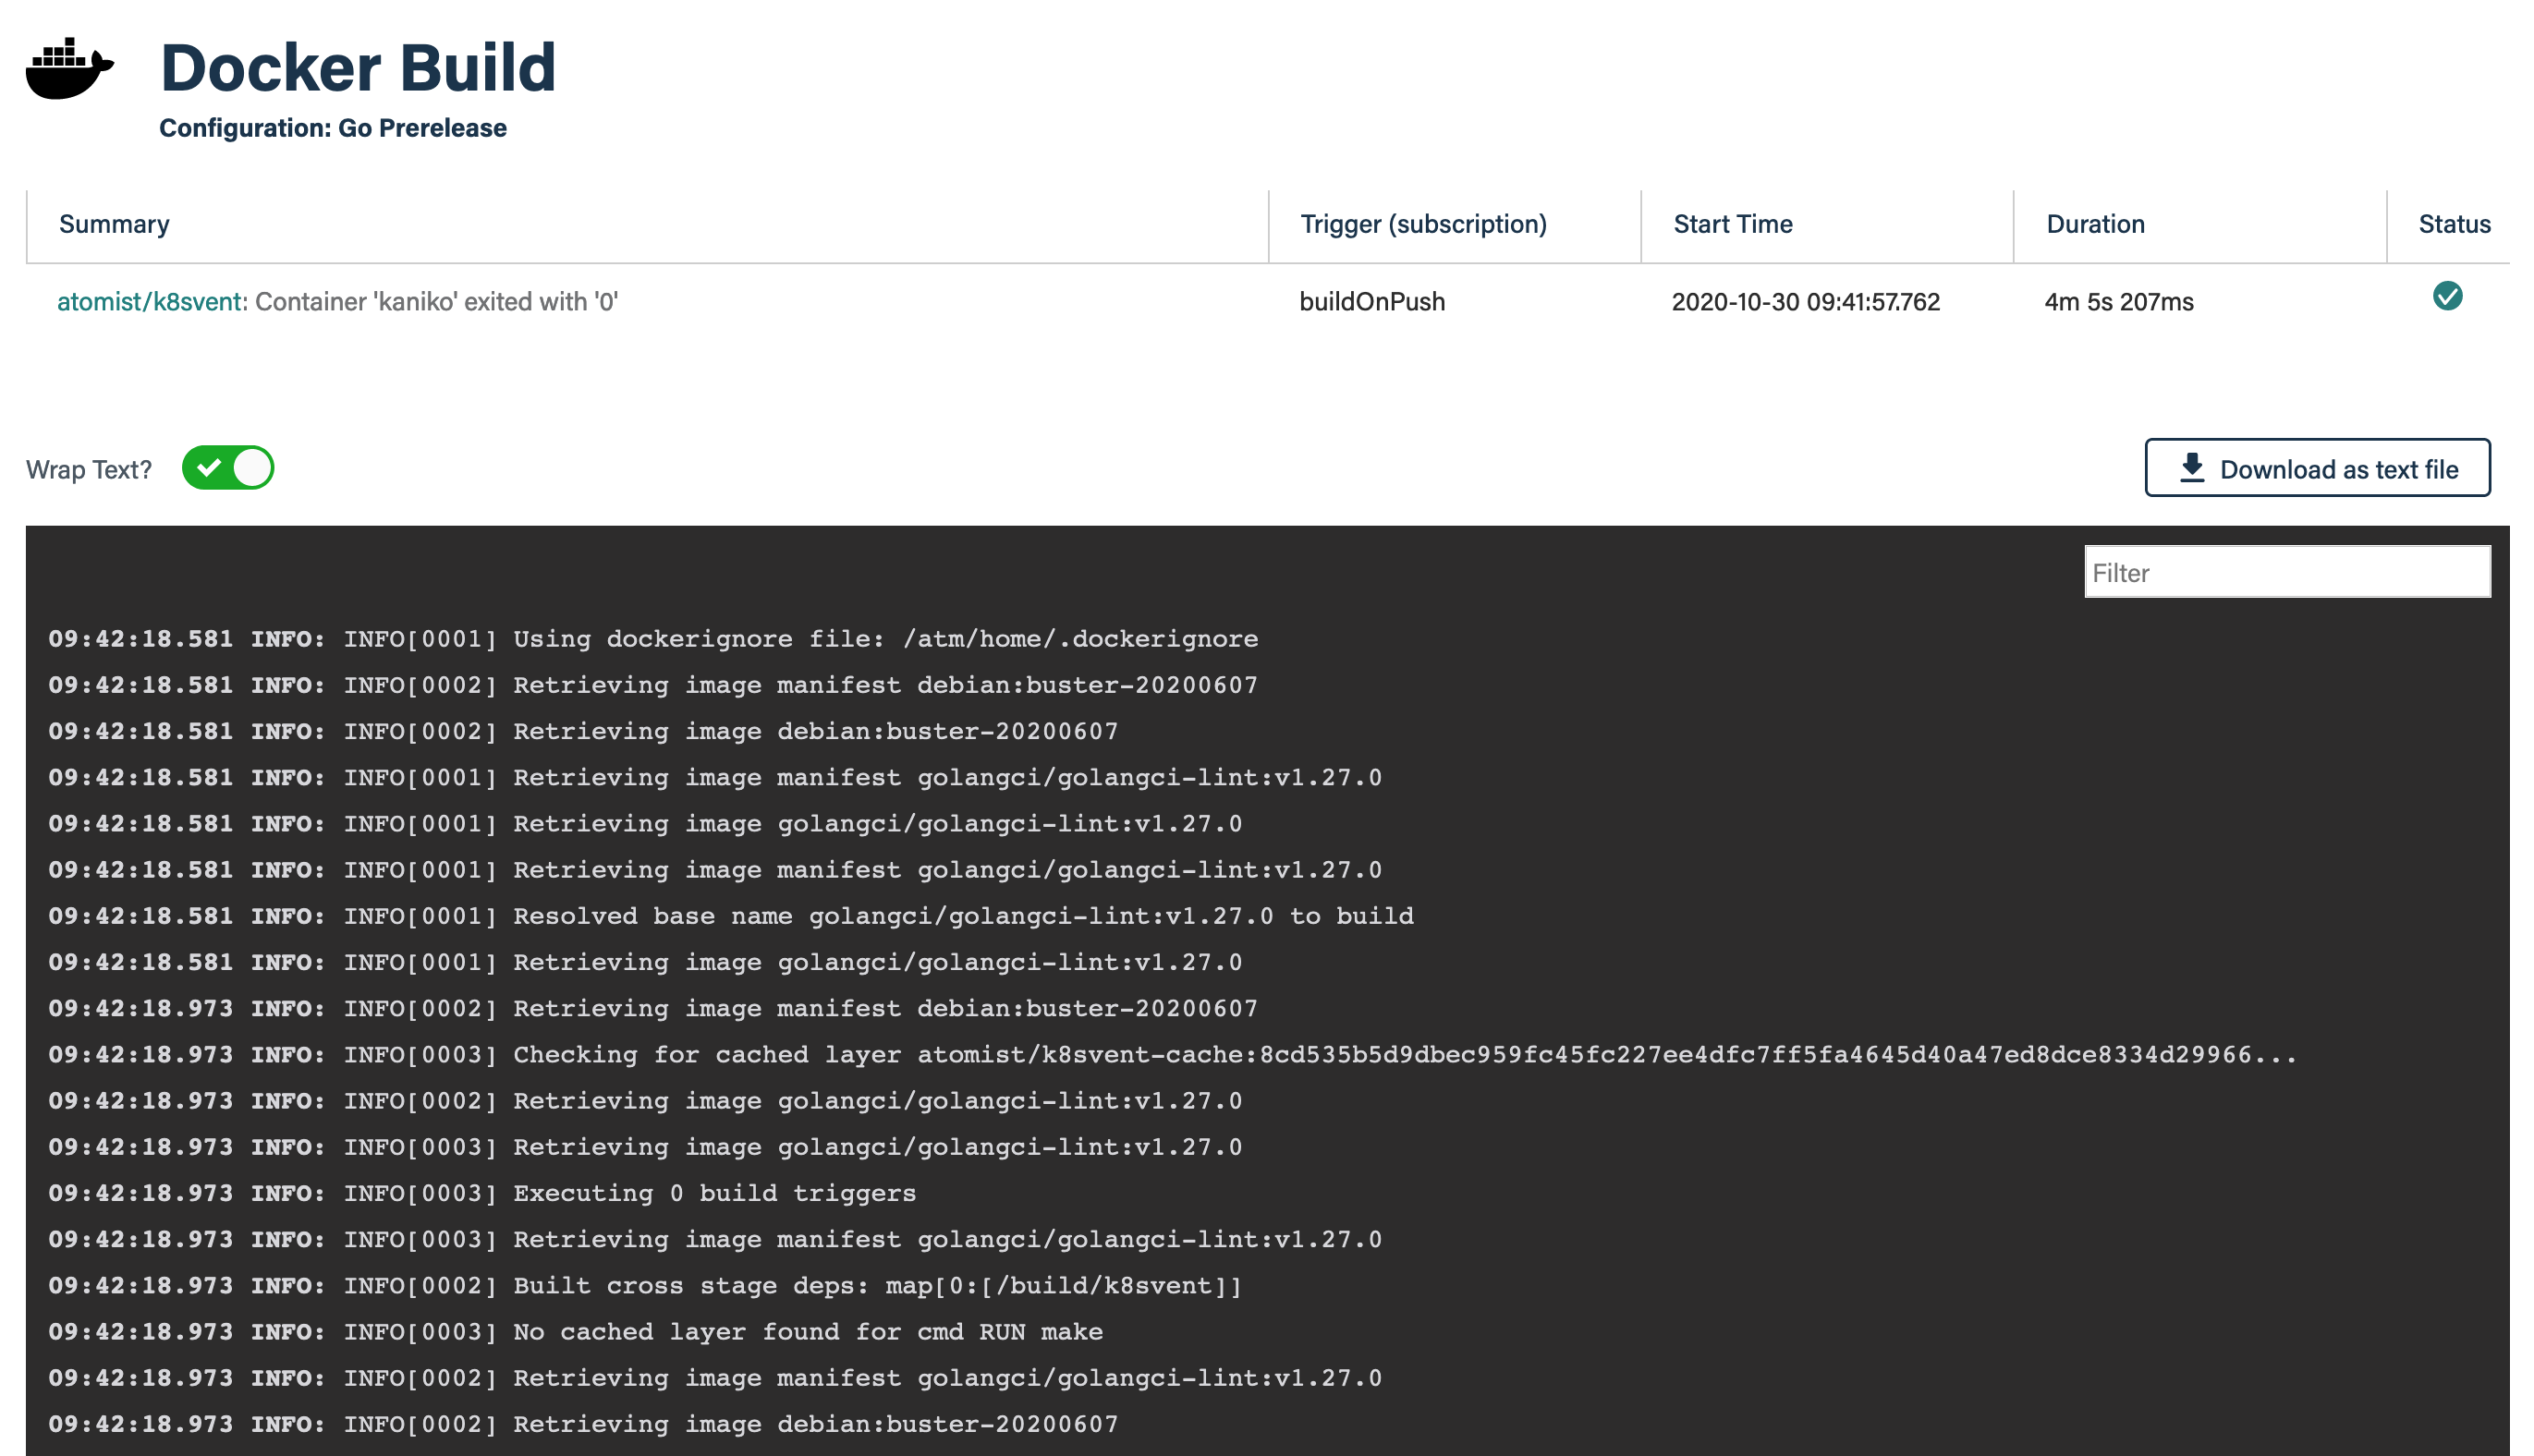 Docker Build
Configuration: Go Prerelease
Summary Trigger (subscription) Start Time Duration Status
atomist/k8svent: Container 'kaniko' exited with '0' buildOnPush 2020-10-30 09:41:57.762 4m 5s 207ms
Wrap Text? Download as text file
Filter
09:42:18.581 INFO: INFO[0001] Using dockerignore file: /atm/home/.dockerignore
09:42:18.581 INFO: INFO[0002] Retrieving image manifest debian:buster-20200607
09:42:18.581 INFO: INFO[0002] Retrieving image debian:buster-20200607
09:42:18.581 INFO: INFO[0001] Retrieving image manifest golangci/golangci-lint:v1.27.0
09:42:18.581 INFO: INFO[0001] Retrieving image golangci/golangci-lint:v1.27.0
09:42:18.581 INFO: INFO[0001] Retrieving image manifest golangci/golangci-lint:v1.27.0
09:42:18.581 INFO: INFO[0001] Resolved base name golangci/golangci-lint:v1.27.0 to build
09:42:18.581 INFO: INFO[0001] Retrieving image golangci/golangci-lint:v1.27.0
09:42:18.973 INFO: INFO[0002] Retrieving image manifest debian:buster-20200607
09:42:18.973 INFO: INFO[0003] Checking for cached layer atomist/k8svent-cache:8cd535b5d9dbec959fc45fc227ee4dfc7ff5fa4645d40a47ed8dce8334d29966...
09:42:18.973 INFO: INFO[0002] Retrieving image golangci/golangci-lint:v1.27.0
09:42:18.973 INFO: INFO[0003] Retrieving image golangci/golangci-lint:v1.27.0
09:42:18.973 INFO: INFO[0003] Executing 0 build triggers
09:42:18.973 INFO: INFO[0003] Retrieving image manifest golangci/golangci-lint:v1.27.0
09:42:18.973 INFO: INFO[0002] Built cross stage deps: map[0:[/build/k8svent]]
09:42:18.973 INFO: INFO[0003] No cached layer found for cmd RUN make
09:42:18.973 INFO: INFO[0002] Retrieving image manifest golangci/golangci-lint:v1.27.0
09:42:18.973 INFO: INFO[0002] Retrieving image debian:buster-20200607